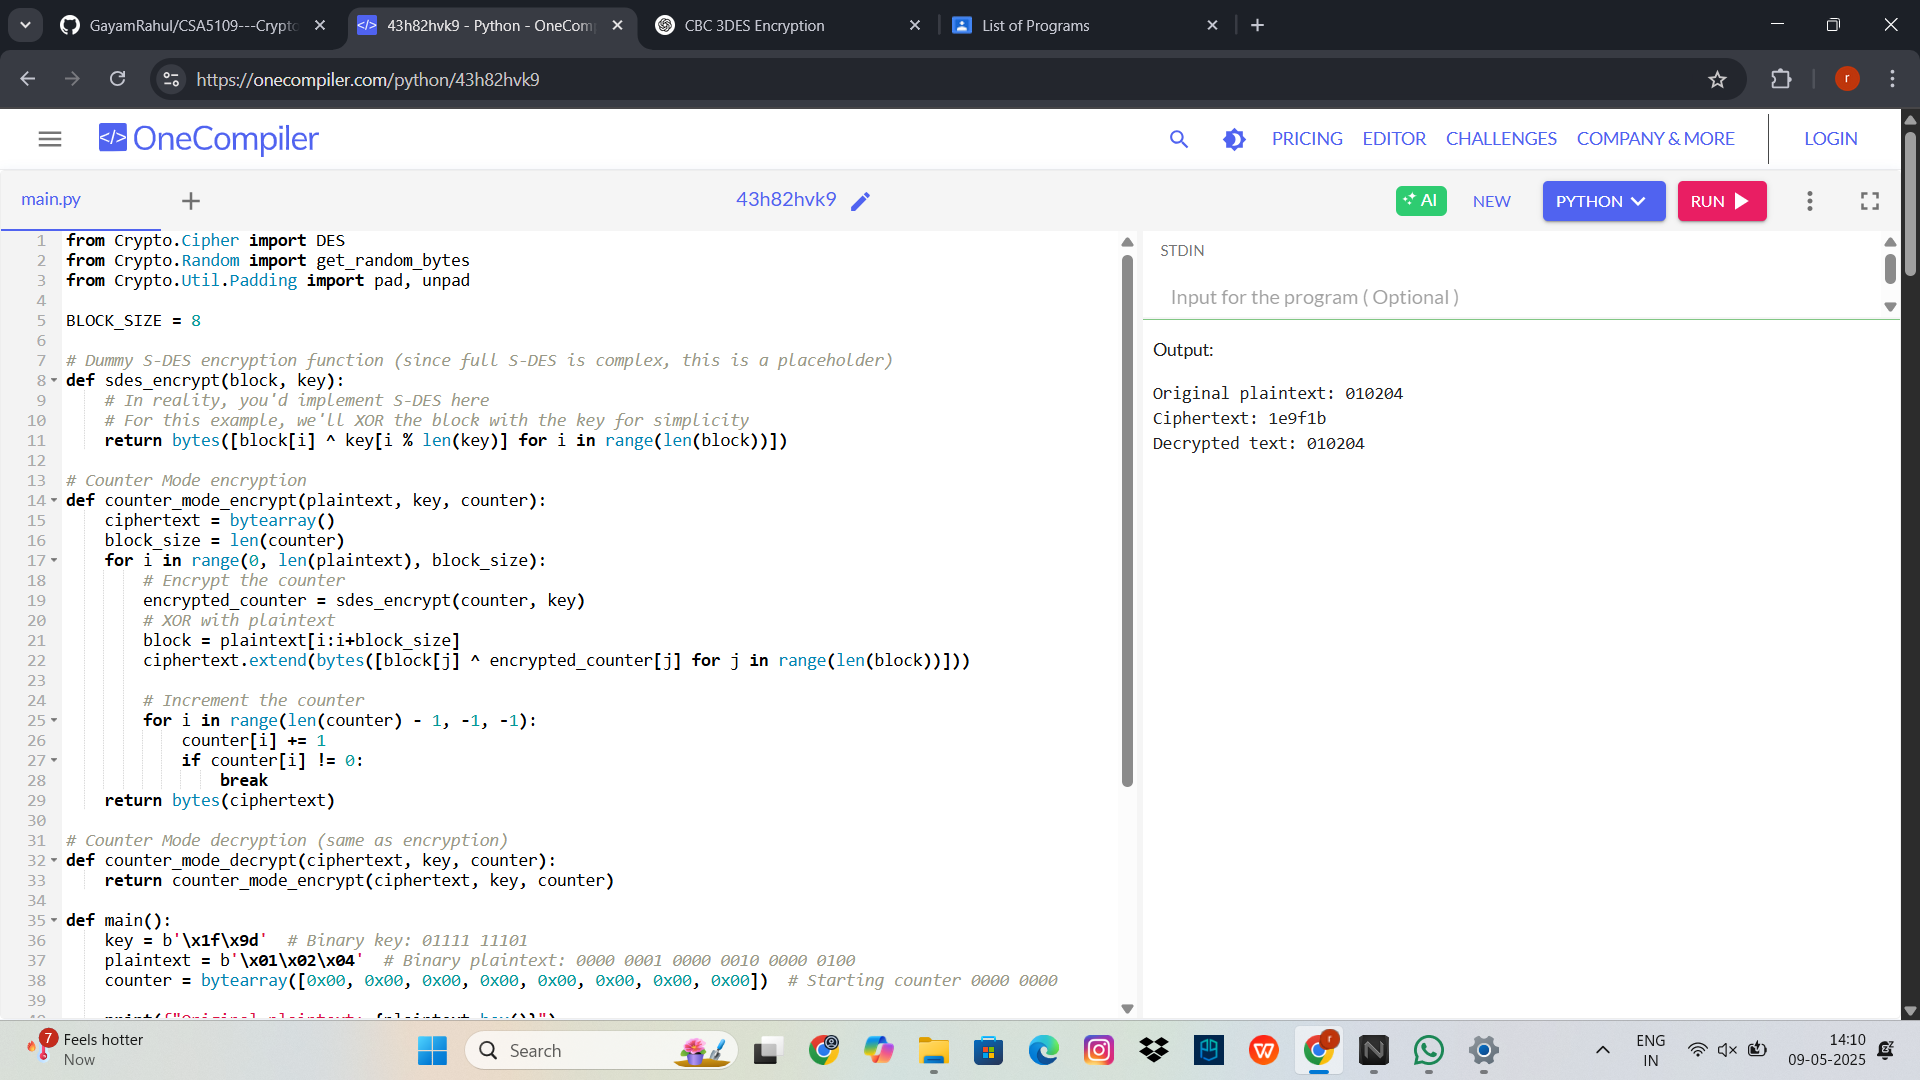 GayamRahul/CSA5109---Crypto
43h82hvk9 - Python - OneComp
CBC 3DES Encryption
List of Programs
https://onecompiler.com/python/43h82hvk9
r
</> OneCompiler
PRICING
EDITOR
CHALLENGES
COMPANY & MORE
LOGIN
main.py
43h82hvk9
AI
NEW
PYTHON
RUN
1 from Crypto.Cipher import DES
2 from Crypto.Random import get_random_bytes
3 from Crypto.Util.Padding import pad, unpad
4
5 BLOCK_SIZE = 8
6
7 # Dummy S-DES encryption function (since full S-DES is complex, this is a placeholder)
8 def sdes_encrypt(block, key):
9     # In reality, you'd implement S-DES here
10     # For this example, we'll XOR the block with the key for simplicity
11     return bytes([block[i] ^ key[i % len(key)] for i in range(len(block))])
12
13 # Counter Mode encryption
14 def counter_mode_encrypt(plaintext, key, counter):
15     ciphertext = bytearray()
16     block_size = len(counter)
17     for i in range(0, len(plaintext), block_size):
18         # Encrypt the counter
19         encrypted_counter = sdes_encrypt(counter, key)
20         # XOR with plaintext
21         block = plaintext[i:i+block_size]
22         ciphertext.extend(bytes([block[j] ^ encrypted_counter[j] for j in range(len(block))]))
23
24         # Increment the counter
25         for i in range(len(counter) - 1, -1, -1):
26             counter[i] += 1
27             if counter[i] != 0:
28                 break
29     return bytes(ciphertext)
30
31 # Counter Mode decryption (same as encryption)
32 def counter_mode_decrypt(ciphertext, key, counter):
33     return counter_mode_encrypt(ciphertext, key, counter)
34
35 def main():
36     key = b'\x1f\x9d'  # Binary key: 01111 11101
37     plaintext = b'\x01\x02\x04'  # Binary plaintext: 0000 0001 0000 0010 0000 0100
38     counter = bytearray([0x00, 0x00, 0x00, 0x00, 0x00, 0x00, 0x00, 0x00])  # Starting counter 0000 0000
39
STDIN
Input for the program ( Optional )
Output:
Original plaintext: 010204
Ciphertext: 1e9f1b
Decrypted text: 010204
7
Feels hotter
Now
Search
ENG
IN
14:10
09-05-2025